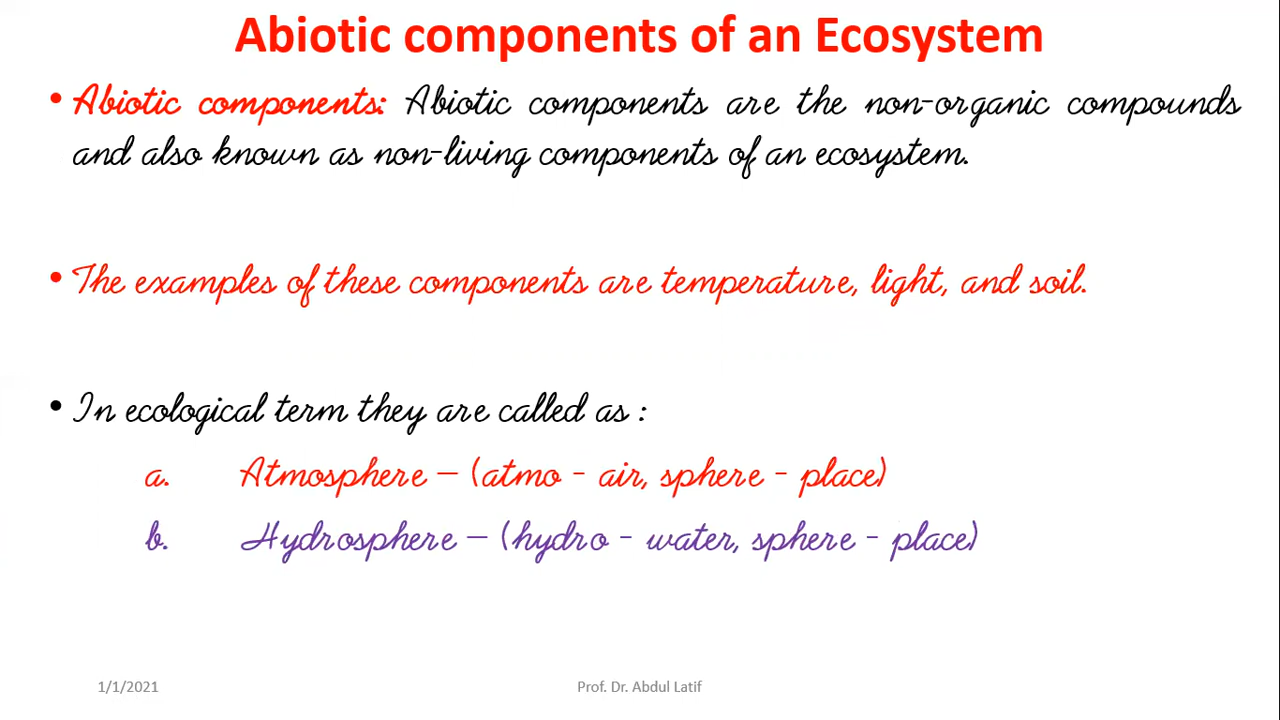 Abiotic components of an Ecosystem
• Abiotic components: Abiotic components are the non-organic compounds
and also known as non-living components of an ecosystem.
• The examples of these components are temperature, light, and soil.
• In ecological term they are called as :
a. Atmosphere – (atmo - air, sphere - place)
b. Hydrosphere – (hydro - water, sphere - place)
1/1/2021 Prof. Dr. Abdul Latif